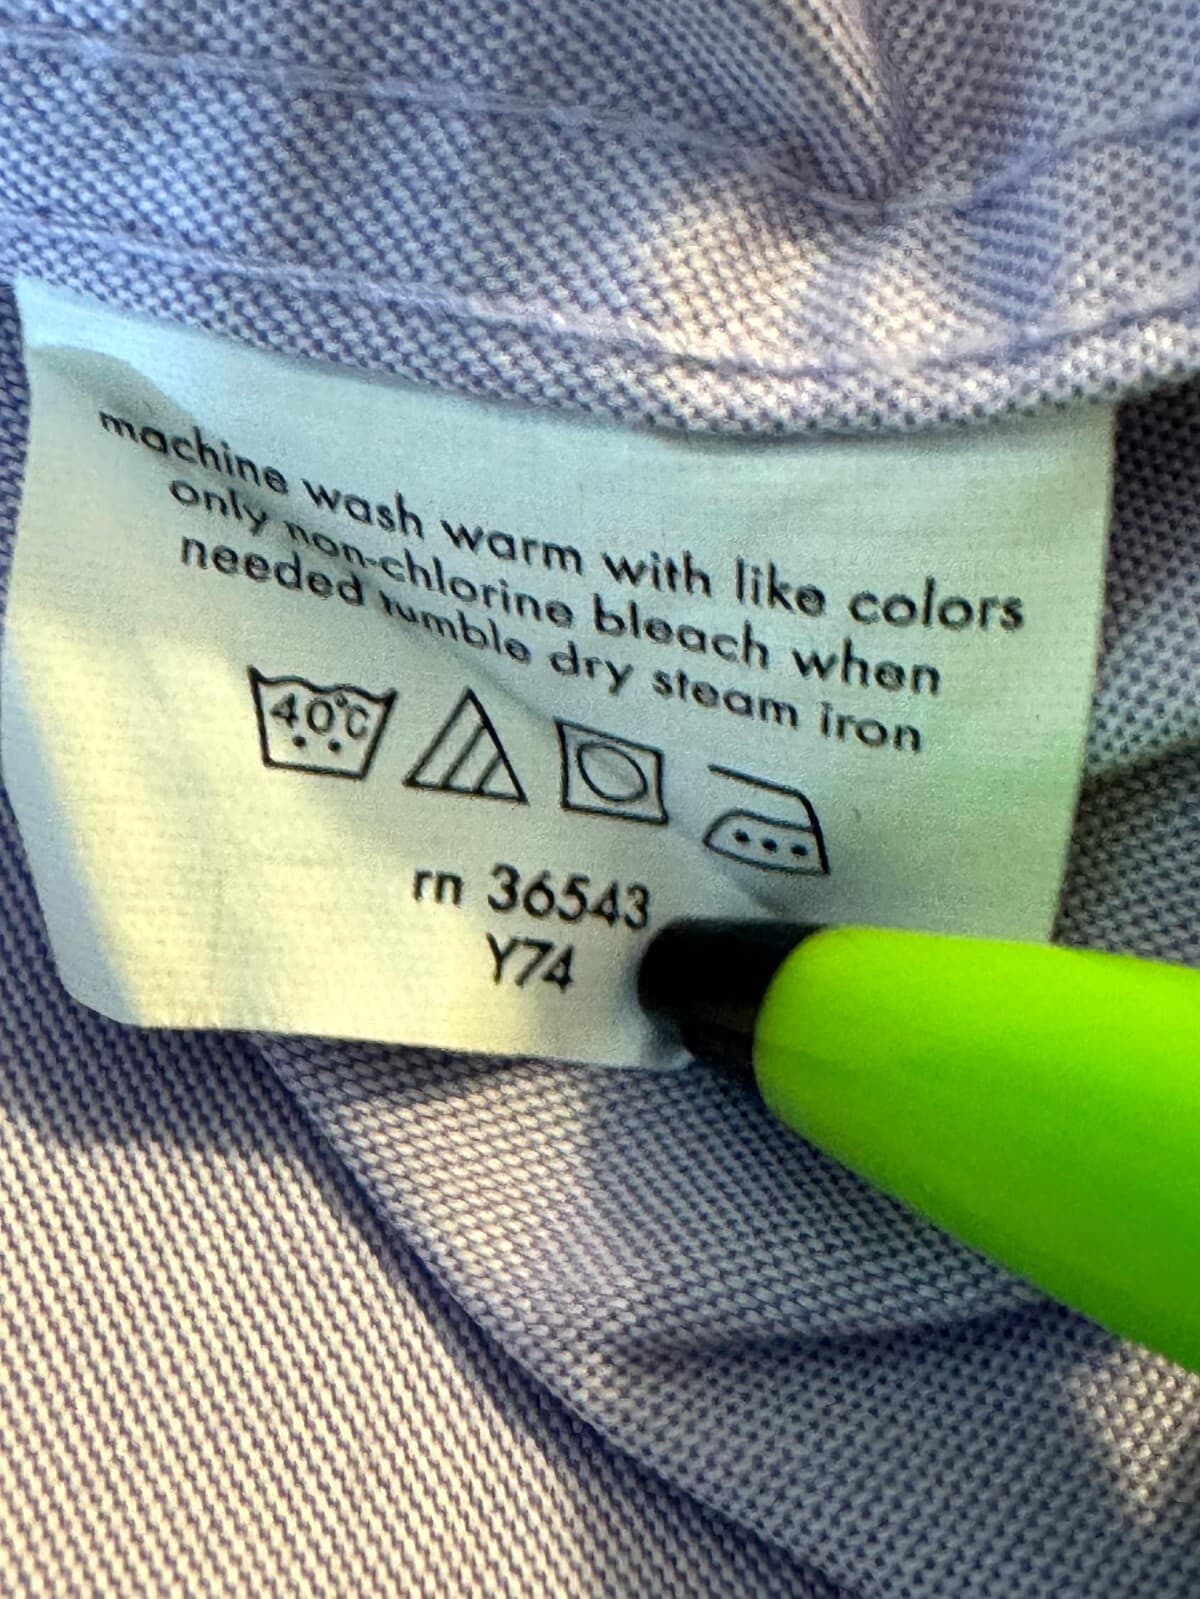 machine wash warm with like colors
only non-chlorine bleach when
needed tumble dry steam iron
40°C
rn 36543
Y74